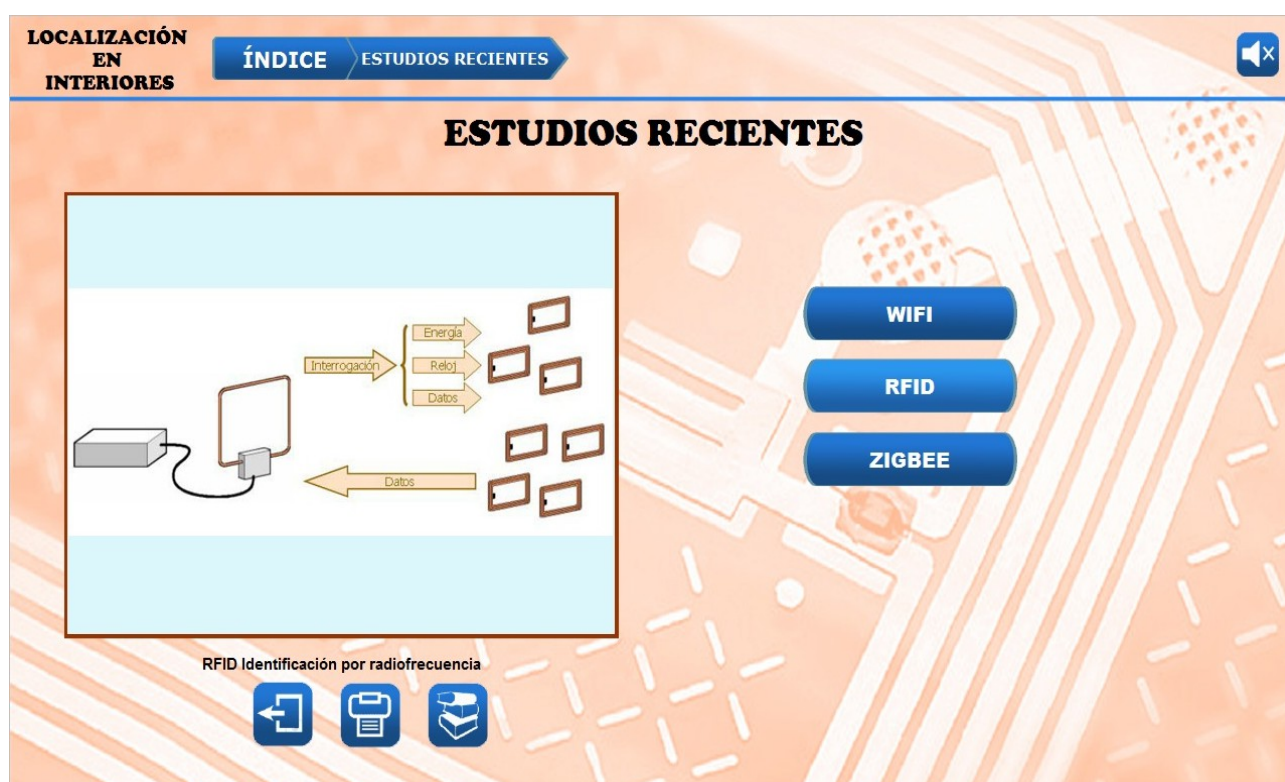 LOCALIZACIÓN
EN
INTERIORES
ÍNDICE
ESTUDIOS RECIENTES
ESTUDIOS RECIENTES
Interrogación
Energía
Reloj
Datos
Datos
WIFI
RFID
ZIGBEE
RFID Identificación por radiofrecuencia